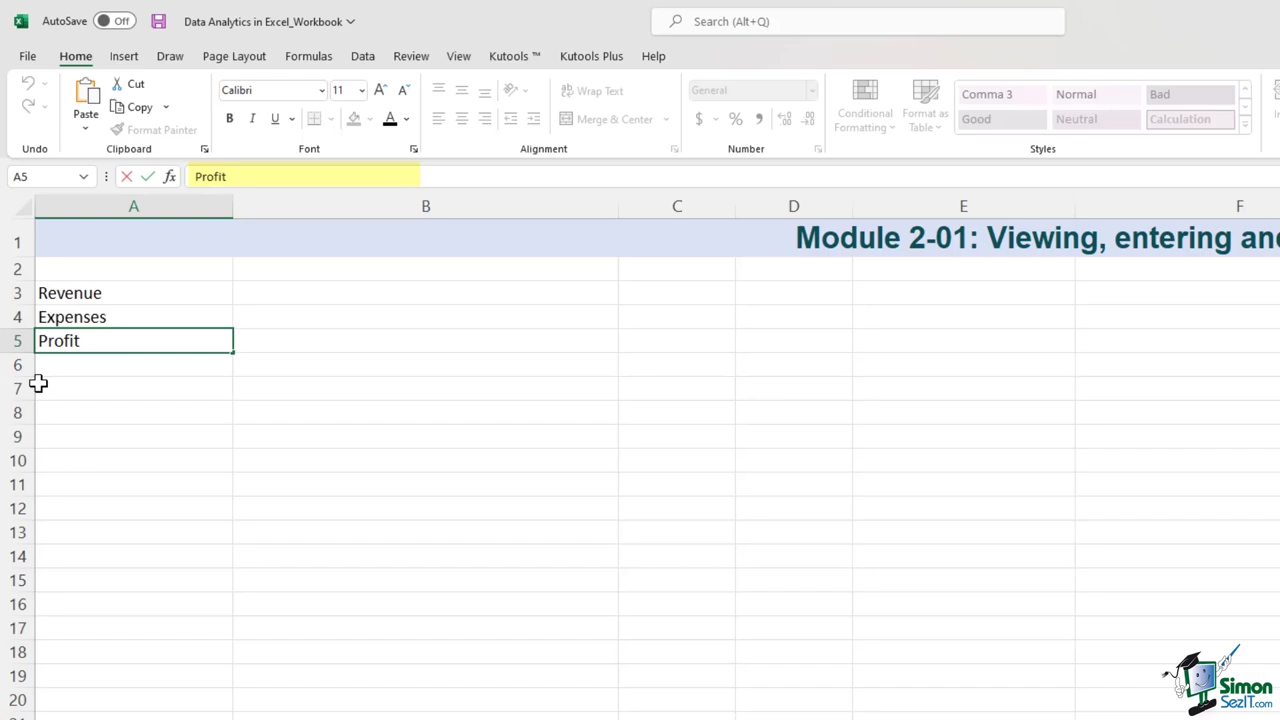 AutoSave Off Data Analytics in Excel_Workbook Search (Alt+Q)
File Home Insert Draw Page Layout Formulas Data Review View Kutools ™ Kutools Plus Help
Paste Cut Copy Format Painter
Calibri 11 B I U A A A
Wrap Text Merge & Center
General $ %
Conditional Formatting Format as Table
Comma 3 Normal Bad
Good Neutral Calculation
Undo Clipboard Font Alignment Number Styles
A5 fx Profit
A B C D E F
1 Module 2-01: Viewing, entering and
2
3 Revenue
4 Expenses
5 Profit
6
7
8
9
10
11
12
13
14
15
16
17
18
19
20
Simon
SezIT.com